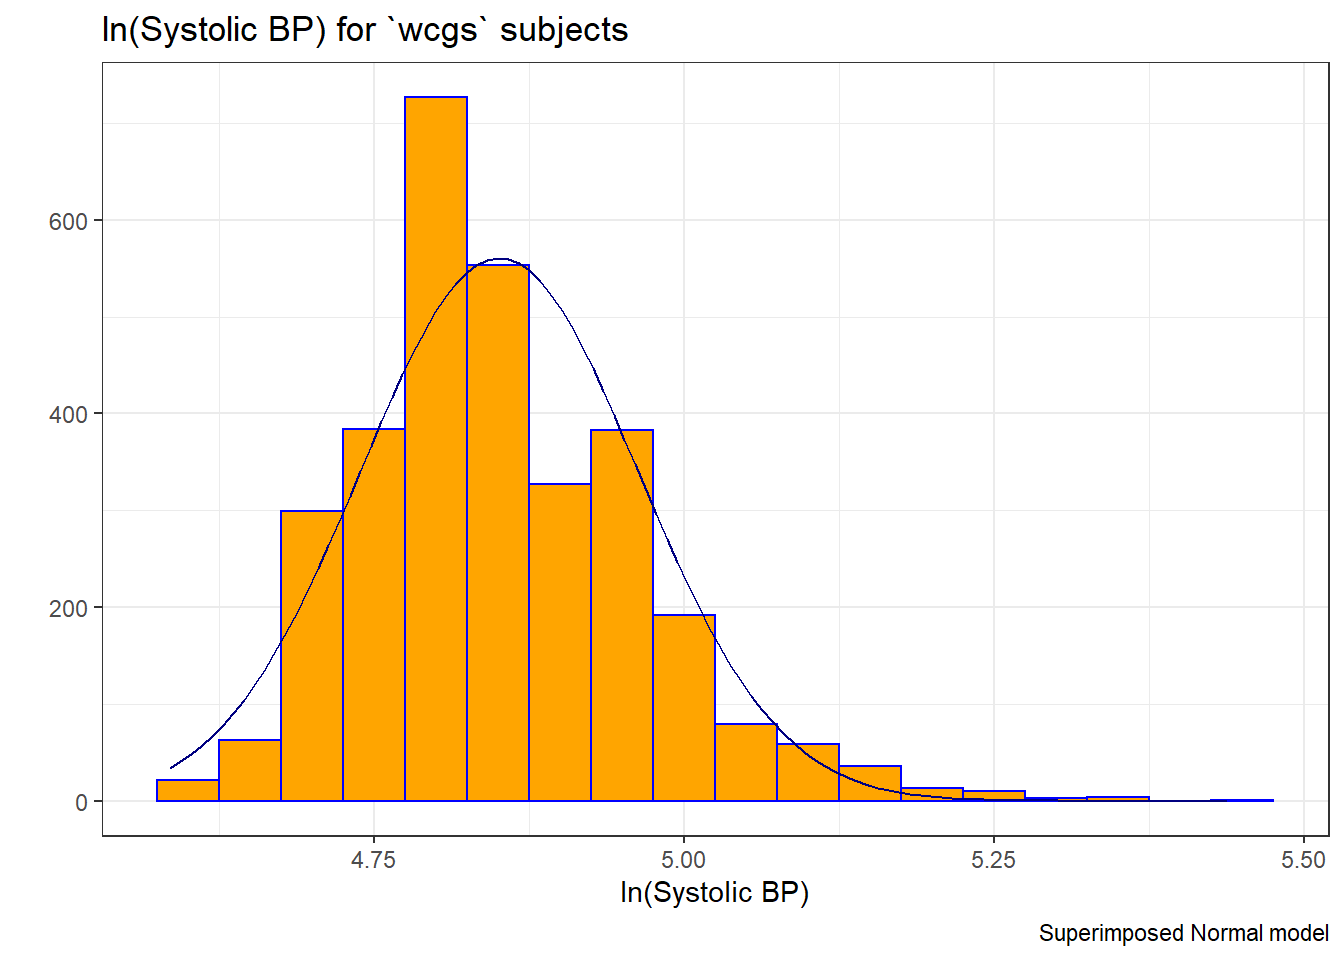 ln(Systolic BP) for `wcgs` subjects
600
400
200
0
4.75 5.00 5.25 5.50
ln(Systolic BP)
Superimposed Normal model